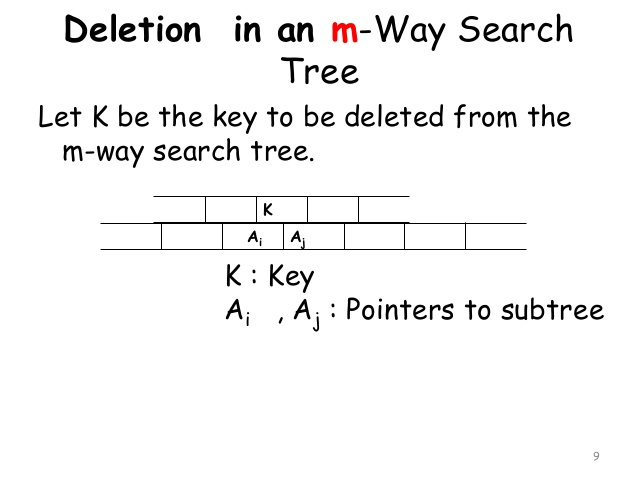 Deletion in an m-Way Search
Tree
Let K be the key to be deleted from the
m-way search tree.
K
Ai Aj
K : Key
Ai , Aj : Pointers to subtree
9